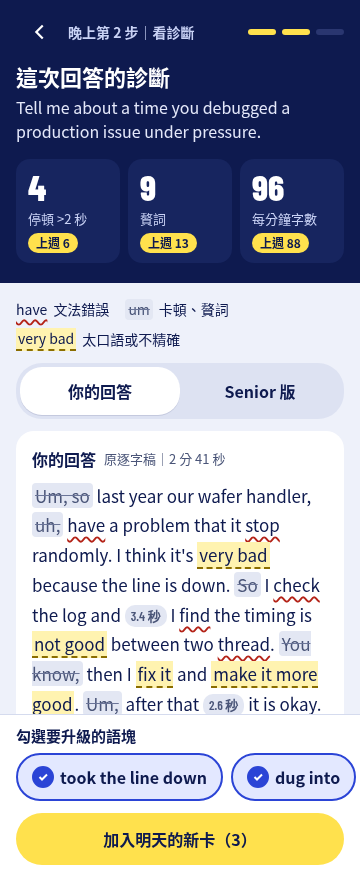 晚上第 2 步｜看診斷
這次回答的診斷
Tell me about a time you debugged a
production issue under pressure.
4
停頓 >2 秒
上週 6
9
贅詞
上週 13
96
每分鐘字數
上週 88
have 文法錯誤 um 卡頓、贅詞
very bad 太口語或不精確
你的回答 Senior 版
你的回答 原逐字稿｜2 分 41 秒
Um, so last year our wafer handler,
uh, have a problem that it stop
randomly. I think it's very bad
because the line is down. So I check
the log and 3.4 秒 I find the timing is
not good between two thread. You
know, then I fix it and make it more
good. Um, after that 2.6 秒 it is okay.
勾選要升級的語塊
took the line down dug into
加入明天的新卡（3）